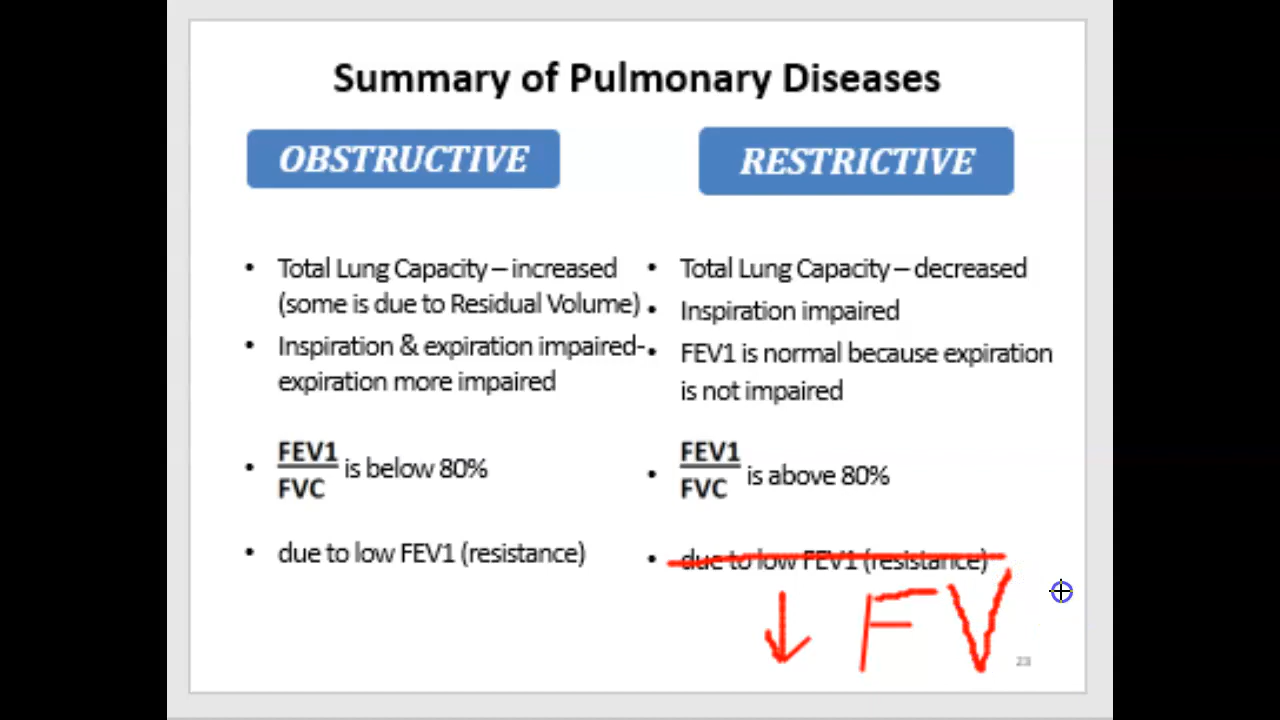 Summary of Pulmonary Diseases
OBSTRUCTIVE
• Total Lung Capacity – increased
(some is due to Residual Volume)
• Inspiration & expiration impaired-
expiration more impaired
• FEV1
FVC is below 80%
• due to low FEV1 (resistance)
RESTRICTIVE
• Total Lung Capacity – decreased
• Inspiration impaired
• FEV1 is normal because expiration
is not impaired
• FEV1
FVC is above 80%
• due to low FEV1 (resistance)
↓ FV
23